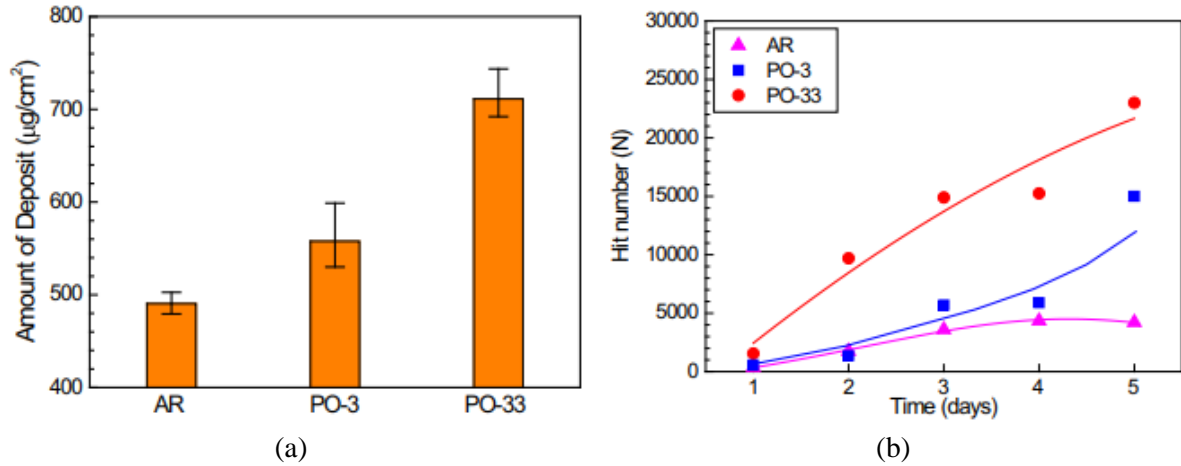 800
700
600
500
400
Amount of Deposit (μg/cm²)
AR
PO-3
PO-33
(a)
30000
25000
20000
15000
10000
5000
0
Hit number (N)
AR
PO-3
PO-33
1
2
3
4
5
Time (days)
(b)